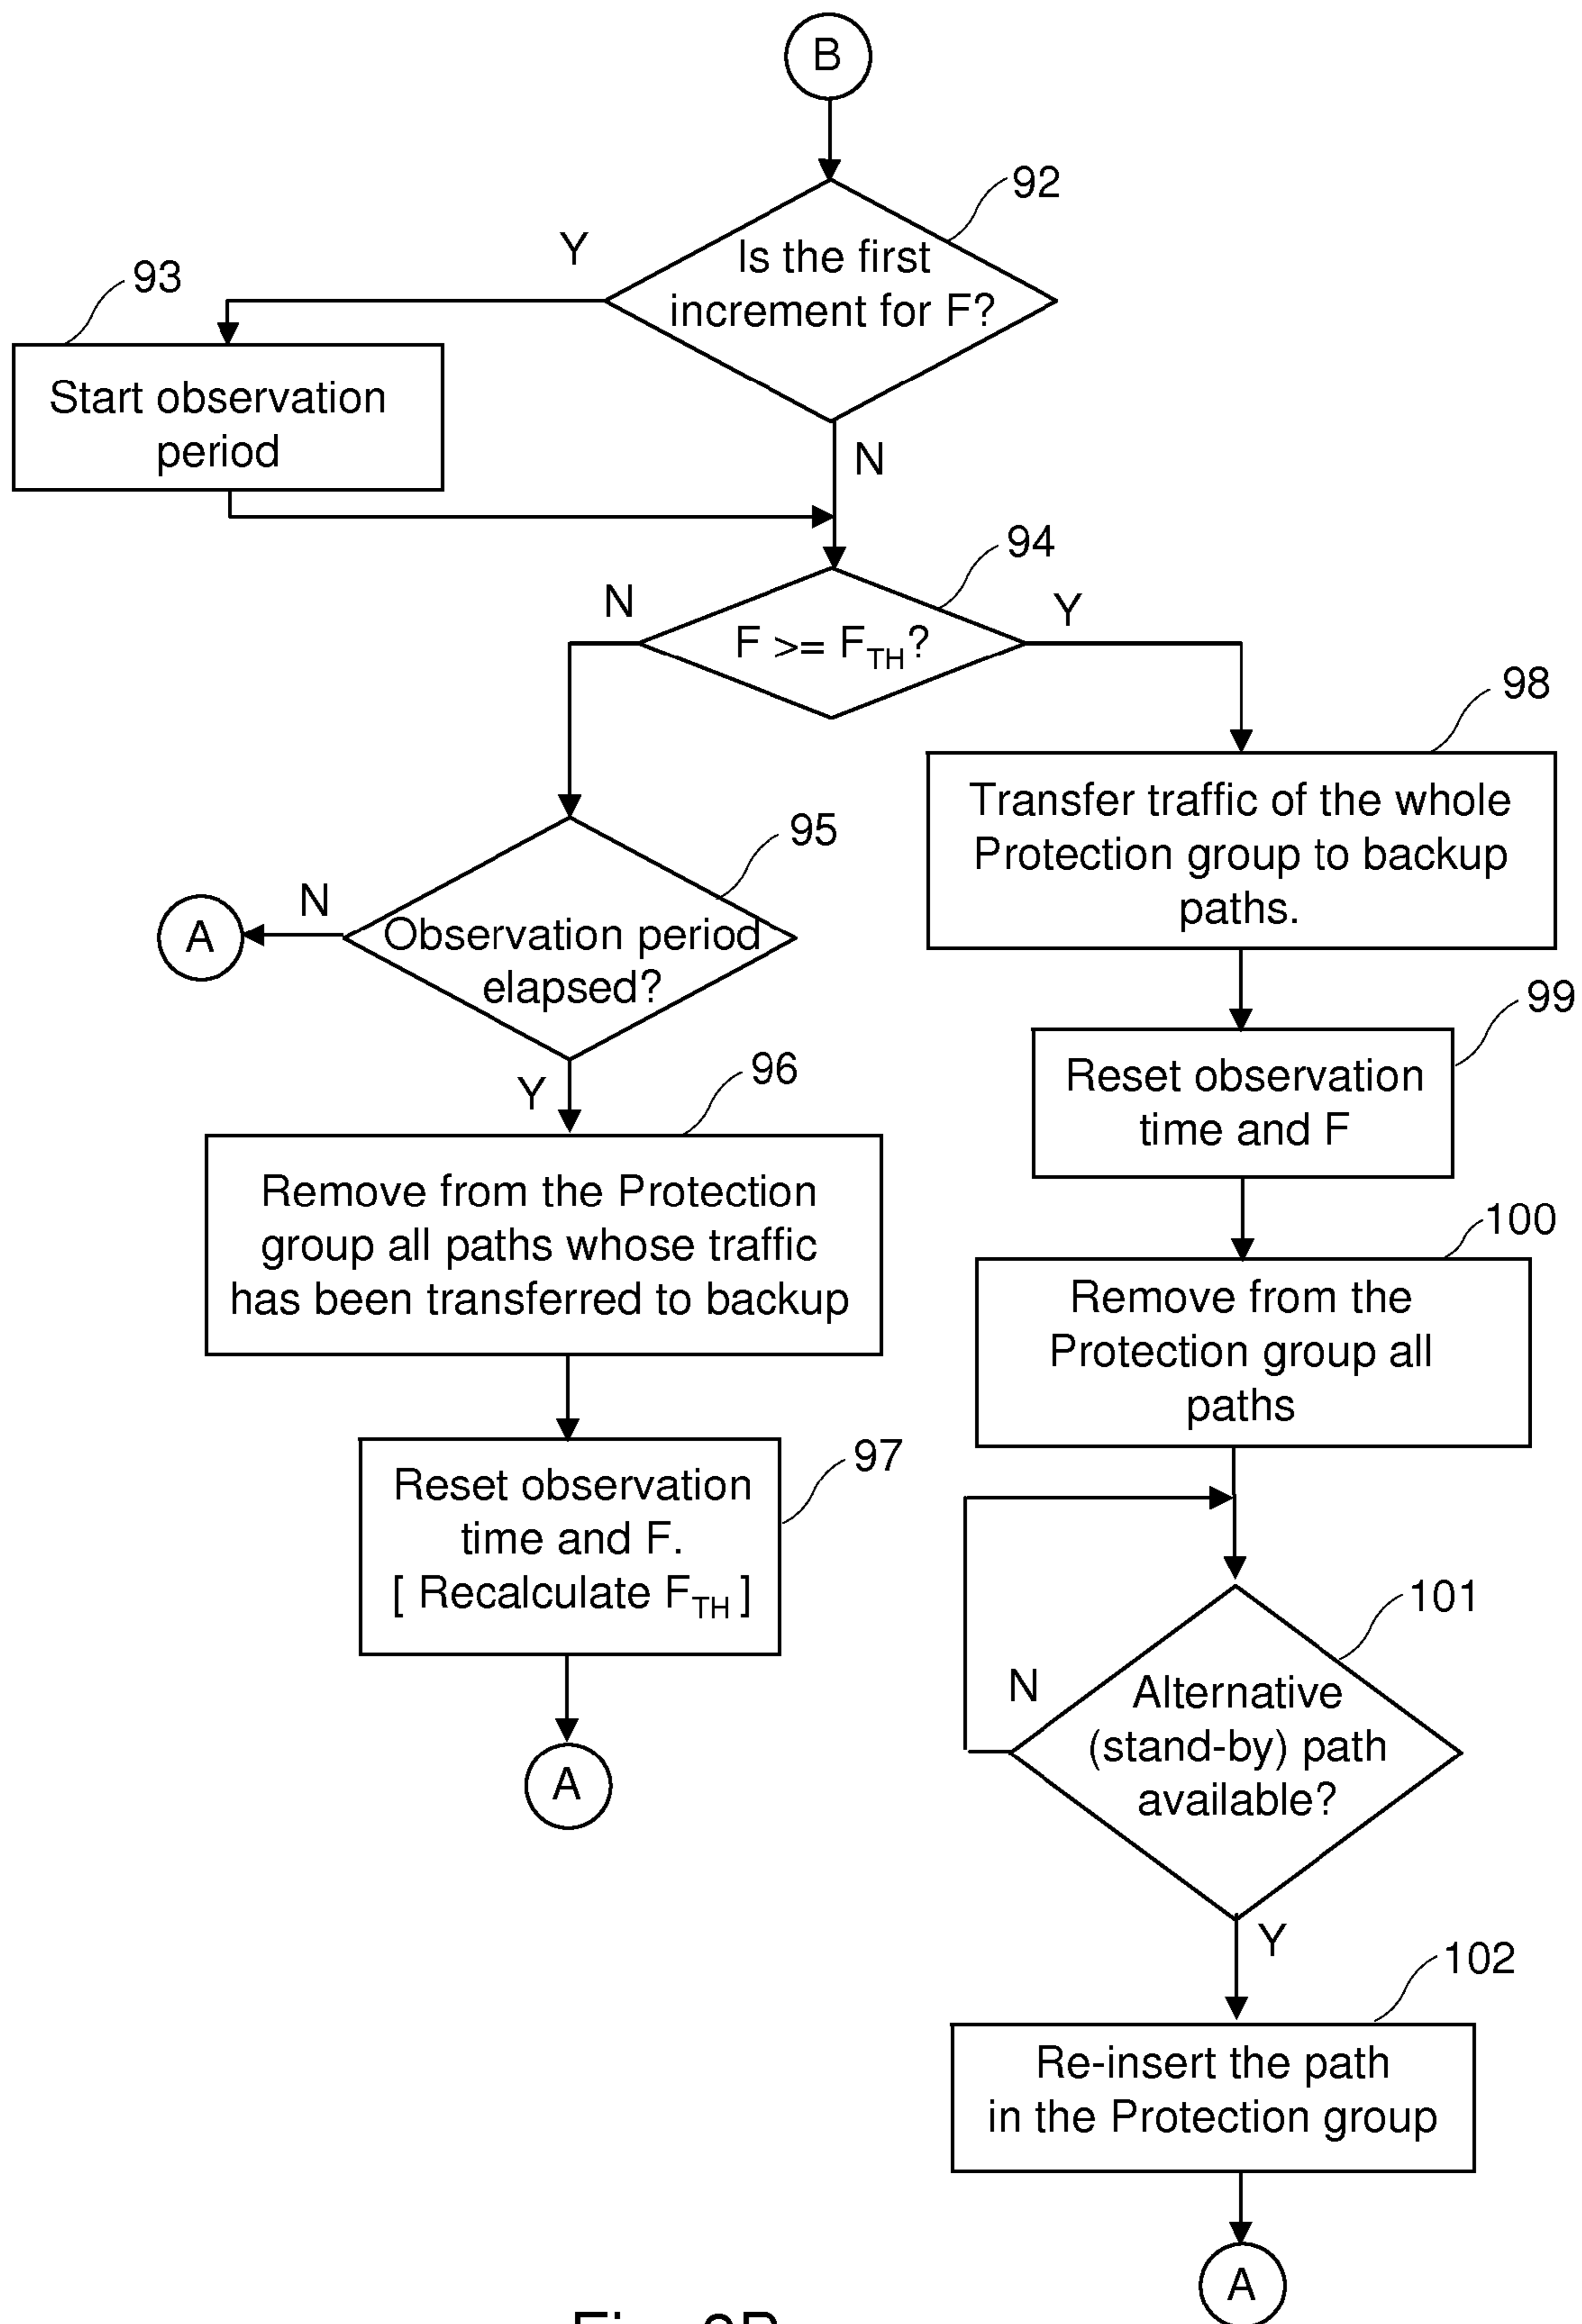 B
92
Is the first
increment for F?
Y
93
Start observation
period
N
94
F >= FTH?
N
Y
95
Observation period
elapsed?
N
A
Y
96
Remove from the Protection
group all paths whose traffic
has been transferred to backup
97
Reset observation
time and F.
[ Recalculate FTH ]
A
98
Transfer traffic of the whole
Protection group to backup
paths.
99
Reset observation
time and F
100
Remove from the
Protection group all
paths
101
Alternative
(stand-by) path
available?
N
Y
102
Re-insert the path
in the Protection group
A